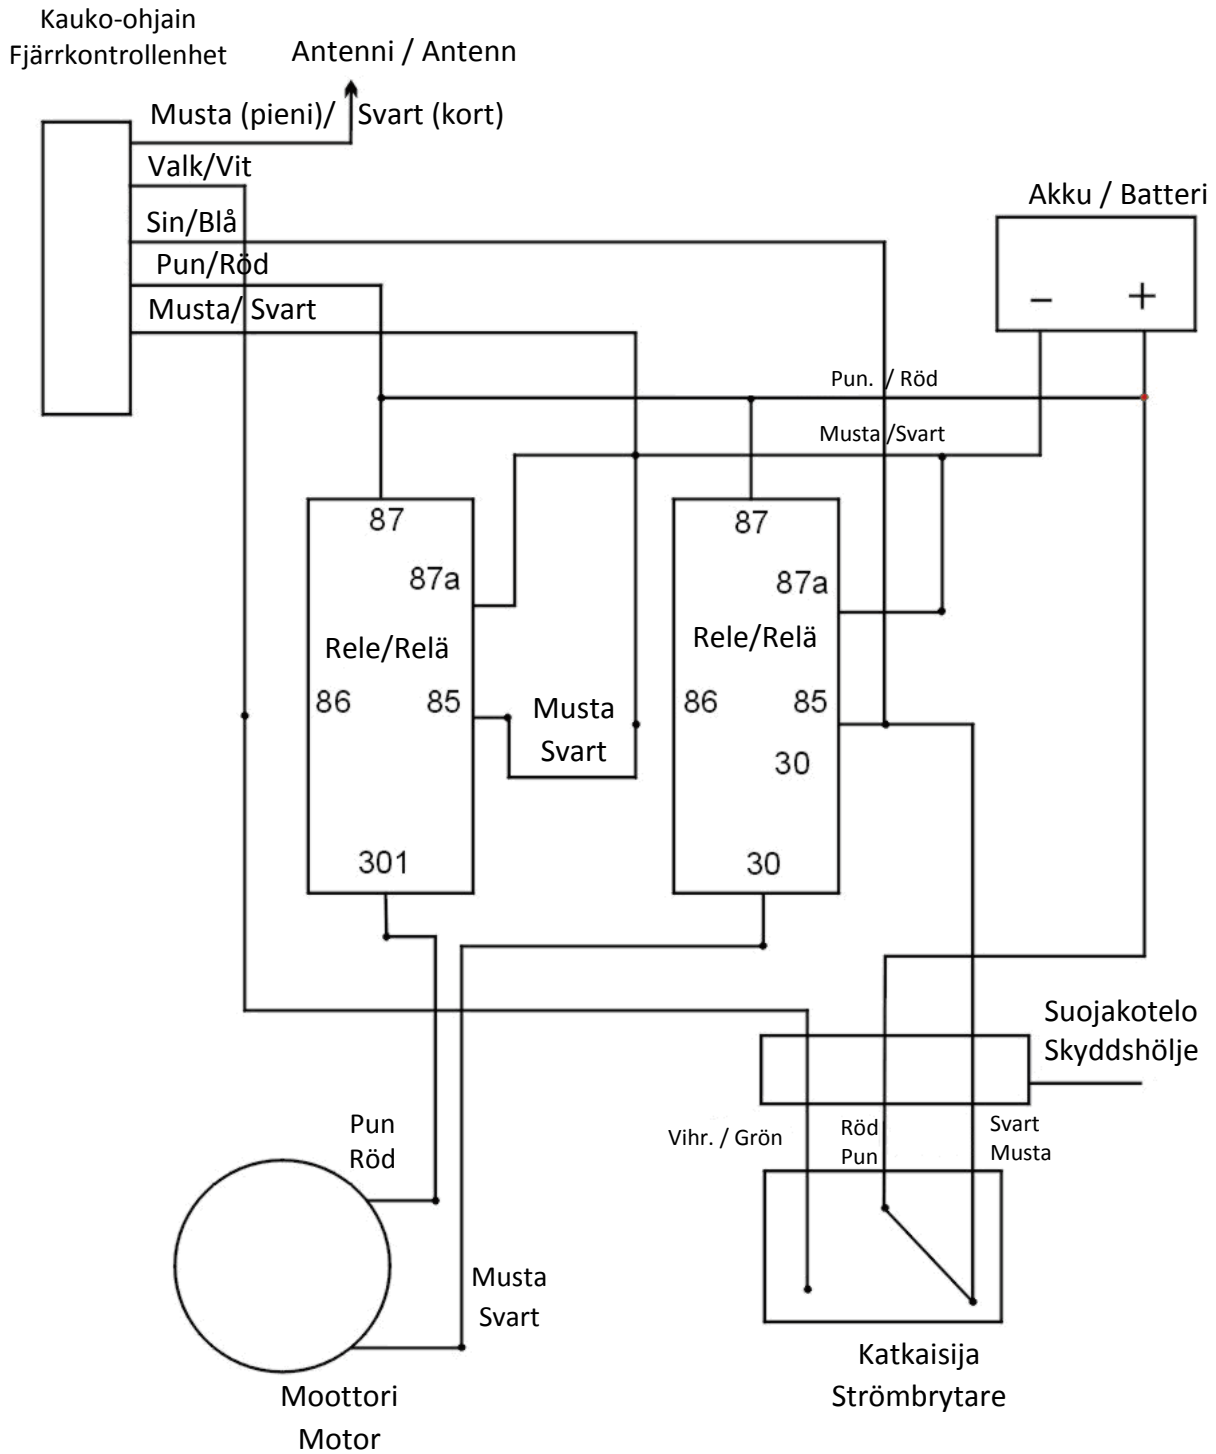 Kauko-ohjain
Fjärrkontrollenhet
Antenni / Antenn
Musta (pieni)/ Svart (kort)
Valk/Vit
Sin/Blå
Pun/Röd
Musta/ Svart
Akku / Batteri
– +
Pun. / Röd
Musta /Svart
87
87a
Rele/Relä
86 85
301
Musta
Svart
87
87a
Rele/Relä
86 85
30
30
Suojakotelo
Skyddshölje
Vihr. / Grön
Röd
Pun
Svart
Musta
Pun
Röd
Musta
Svart
Moottori
Motor
Katkaisija
Strömbrytare